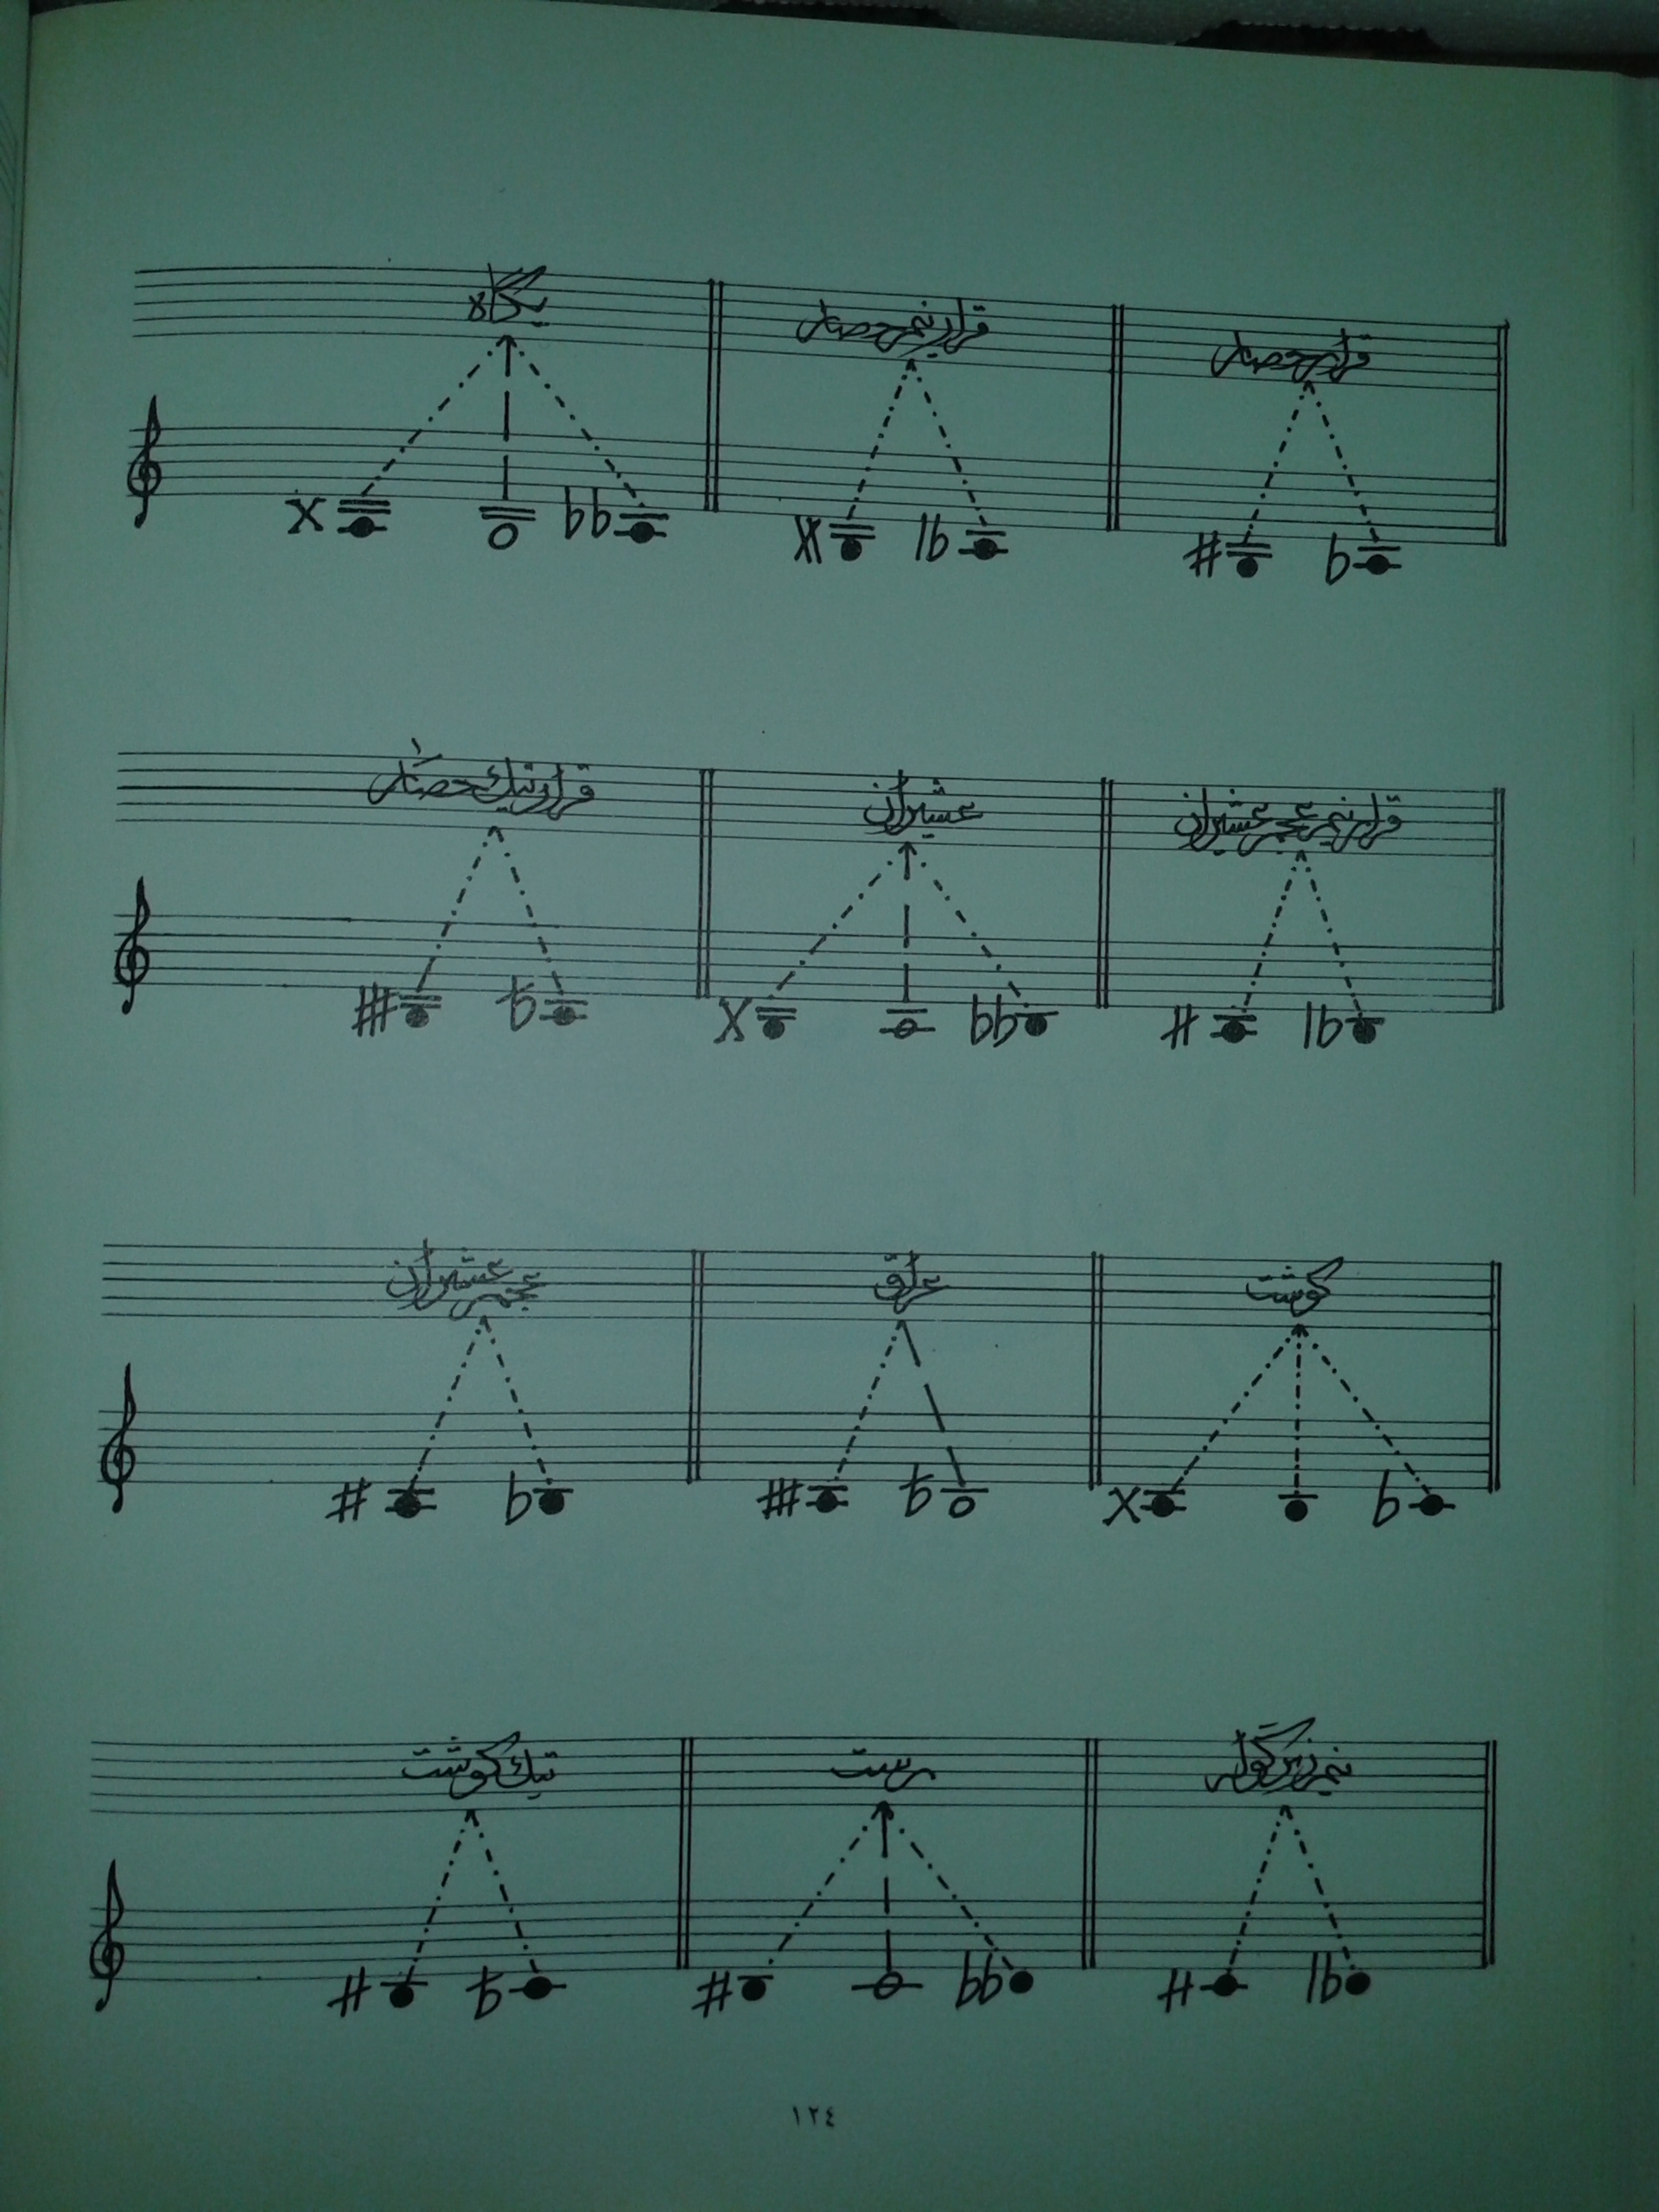 يكاه
قرار نيم حصار
قرار حصار
قرار تيك حصار
عشيران
قرار نيم عجم عشيران
عجم عشيران
عراق
كوشت
تيك كوشت
رست
نيم زيركوله
١٢٤